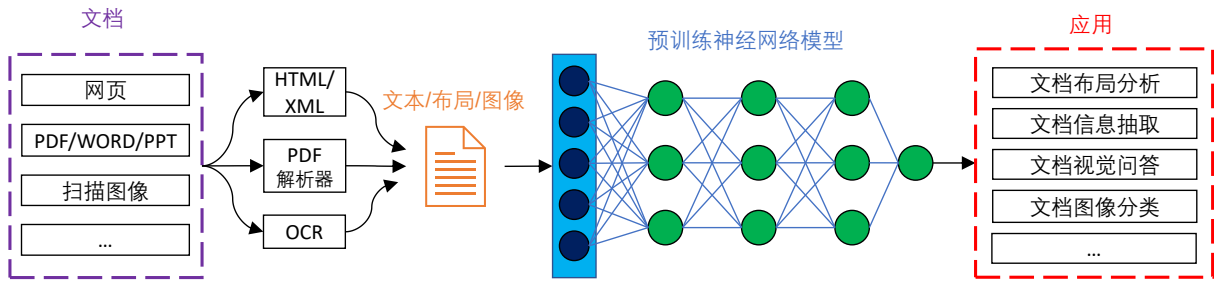 文档
网页
PDF/WORD/PPT
扫描图像
...
HTML/
XML
PDF
解析器
OCR
文本/布局/图像
预训练神经网络模型
应用
文档布局分析
文档信息抽取
文档视觉问答
文档图像分类
...